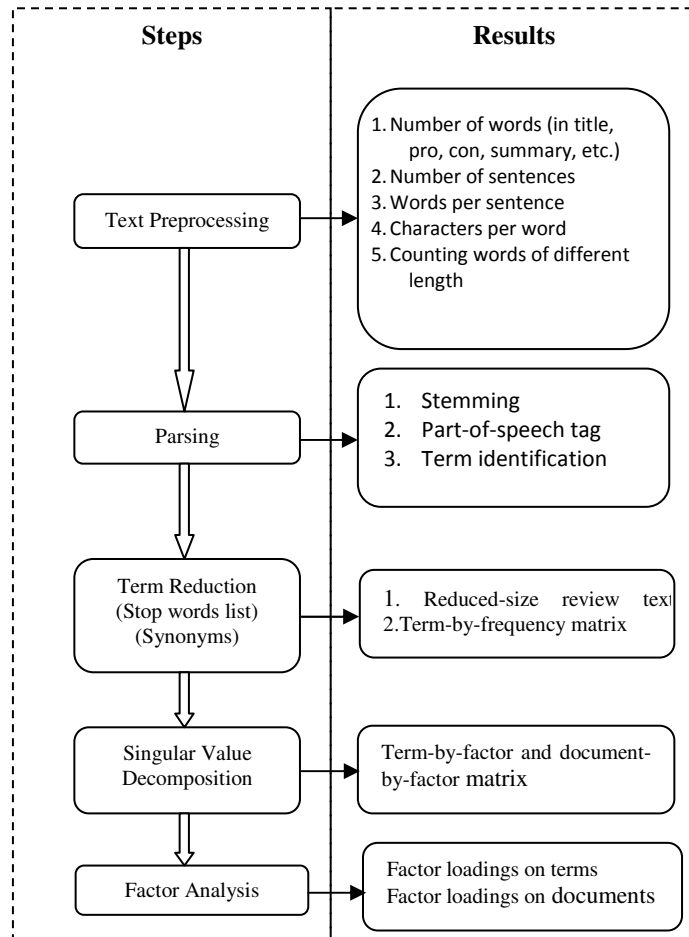 Steps
Results
Text Preprocessing
1. Number of words (in title,
pro, con, summary, etc.)
2. Number of sentences
3. Words per sentence
4. Characters per word
5. Counting words of different
length
Parsing
1. Stemming
2. Part-of-speech tag
3. Term identification
Term Reduction
(Stop words list)
(Synonyms)
1. Reduced-size review text
2.Term-by-frequency matrix
Singular Value
Decomposition
Term-by-factor and document-
by-factor matrix
Factor Analysis
Factor loadings on terms
Factor loadings on documents